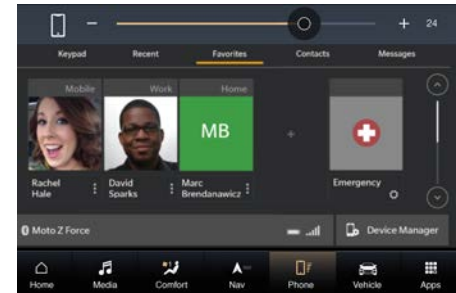 24
Keypad Recent Favorites Contacts Messages
Mobile Work Home
MB
Rachel Hale
David Sparks
Marc Brendanawicz
Emergency
Moto Z Force
Device Manager
Home Media Comfort Nav Phone Vehicle Apps